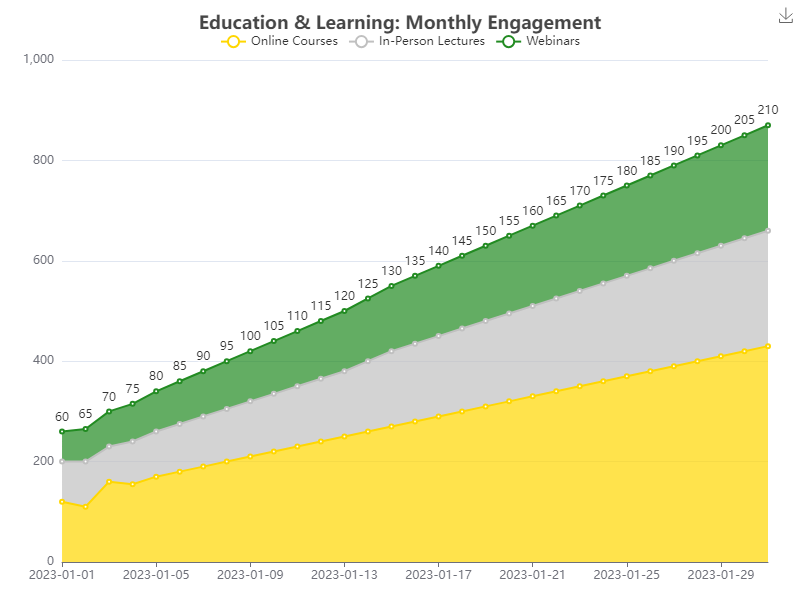 Education & Learning: Monthly Engagement
Online Courses In-Person Lectures Webinars
1,000
800
600
400
200
0
60 65 70 75 80 85 90 95 100 105 110 115 120 125 130 135 140 145 150 155 160 165 170 175 180 185 190 195 200 205 210
2023-01-01 2023-01-05 2023-01-09 2023-01-13 2023-01-17 2023-01-21 2023-01-25 2023-01-29